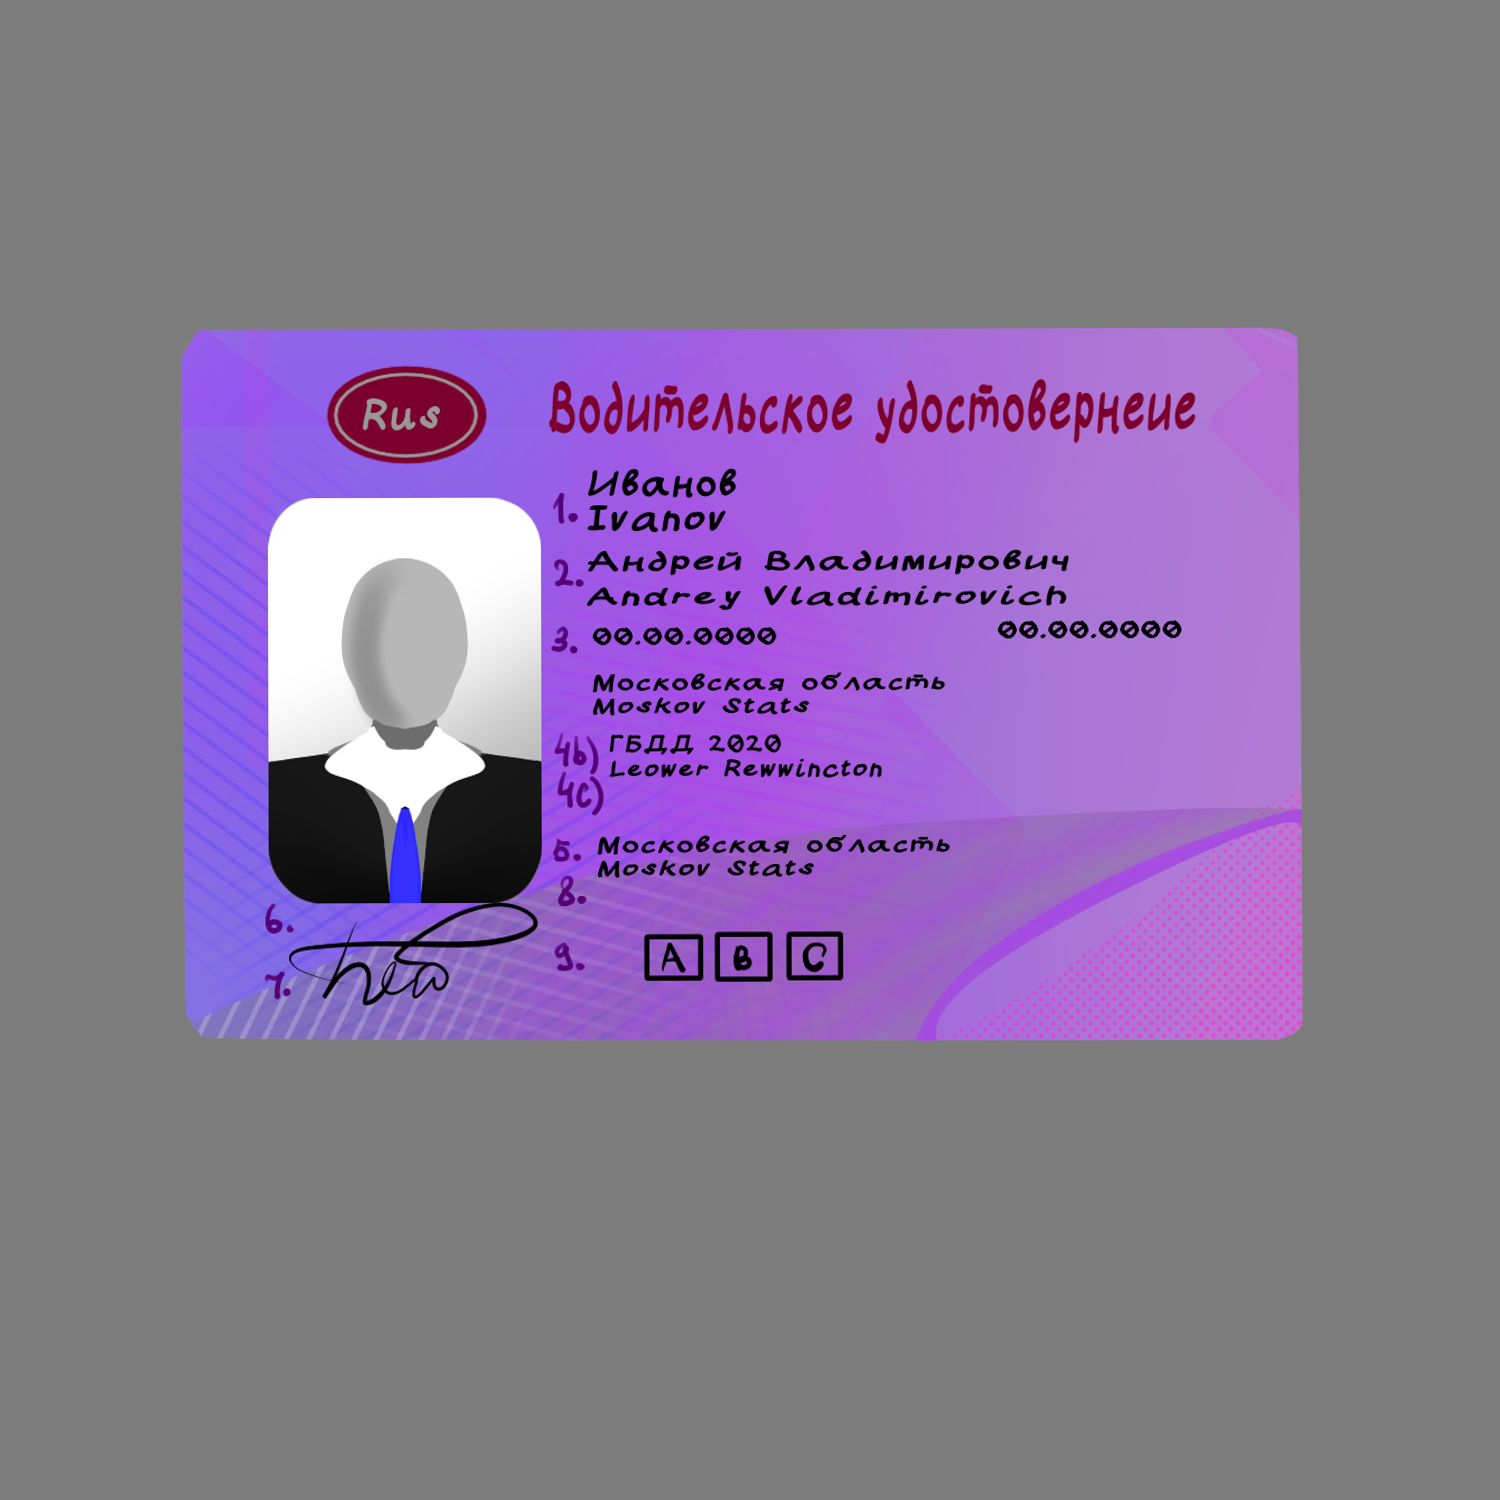 Rus
Водительское удостовернеие
1.
Иванов
Ivanov
2.
Андрей Владимирович
Andrey Vladimirovich
3. 00.00.0000 00.00.0000
Московская область
Moskov Stats
4b) ГБДД 2020
Leower Rewwincton
4c)
5. Московская область
Moskov Stats
8.
6.
7.
9. A B C